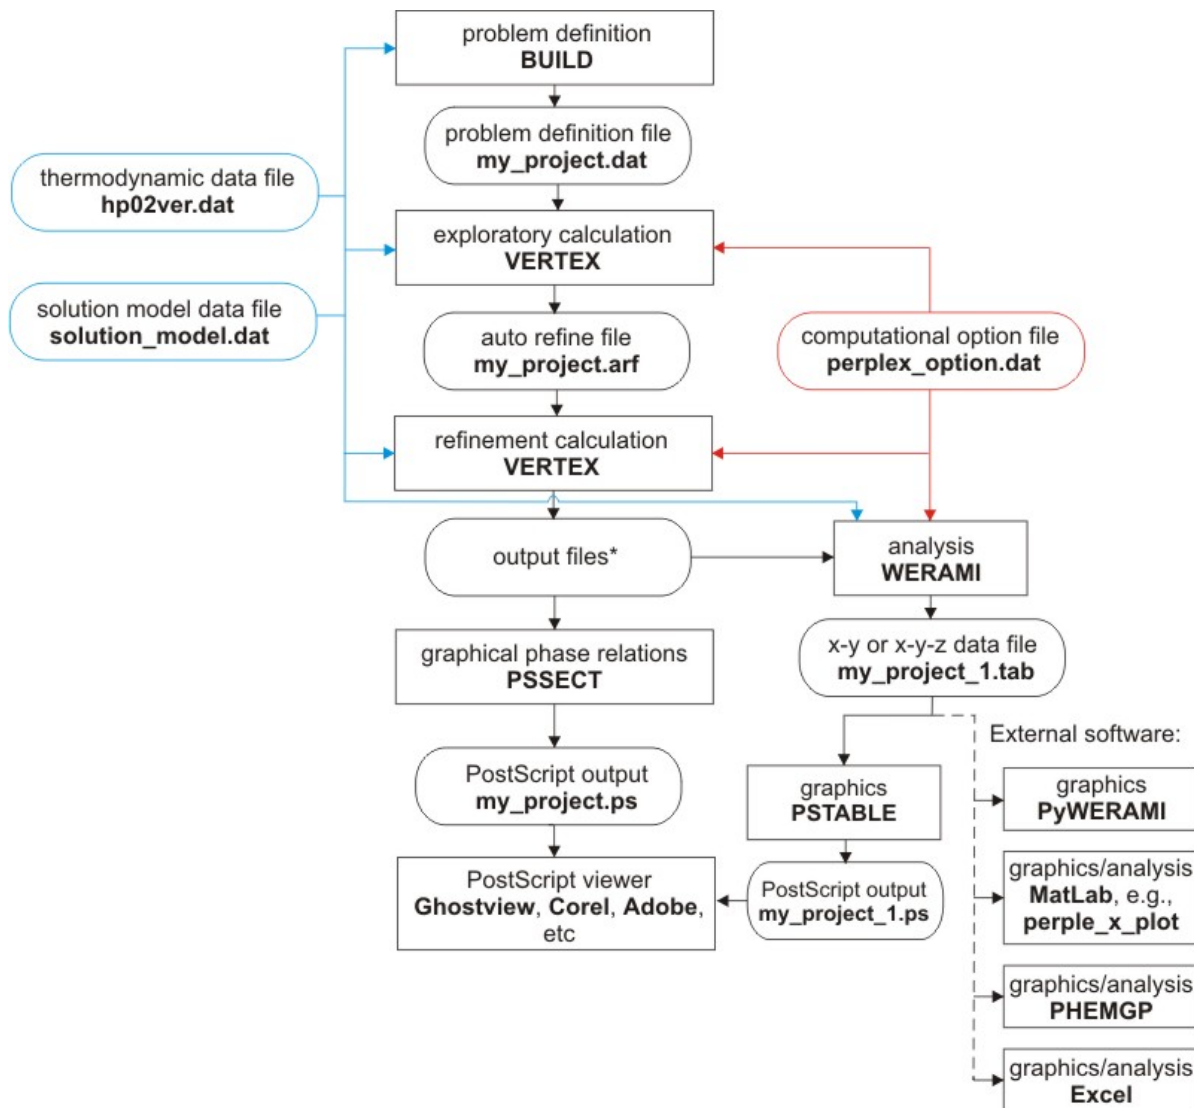 problem definition
BUILD
problem definition file
my_project.dat
thermodynamic data file
hp02ver.dat
exploratory calculation
VERTEX
solution model data file
solution_model.dat
auto refine file
my_project.arf
computational option file
perplex_option.dat
refinement calculation
VERTEX
output files*
analysis
WERAMI
graphical phase relations
PSSECT
x-y or x-y-z data file
my_project_1.tab
External software:
PostScript output
my_project.ps
graphics
PSTABLE
graphics
PyWERAMI
PostScript viewer
Ghostview, Corel, Adobe,
etc
PostScript output
my_project_1.ps
graphics/analysis
MatLab, e.g.,
perple_x_plot
graphics/analysis
PHEMGP
graphics/analysis
Excel